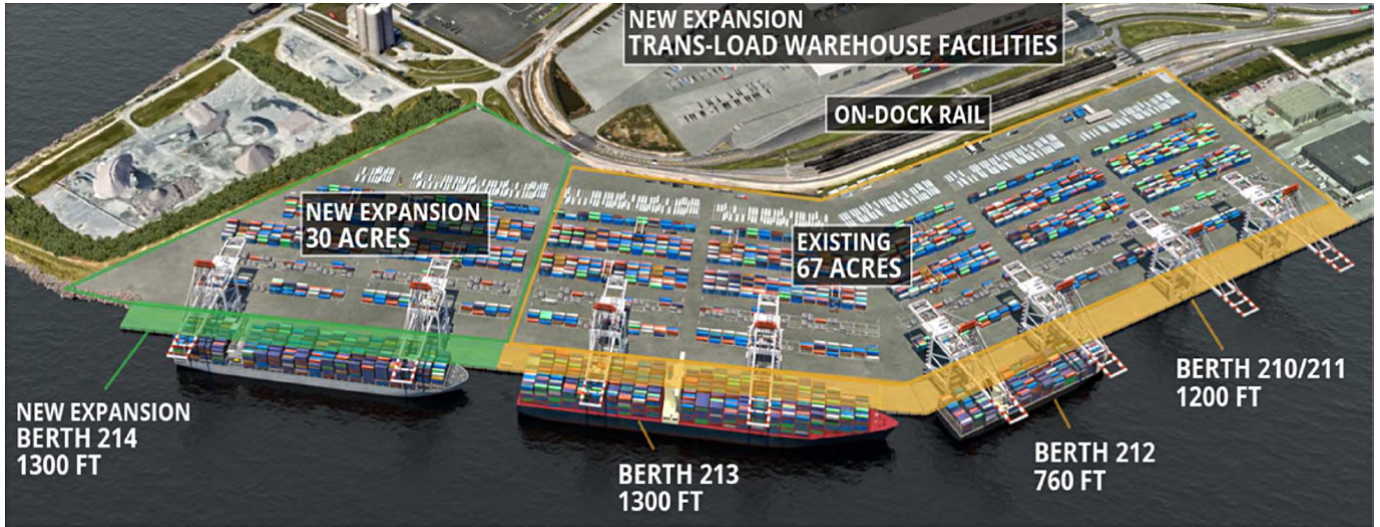 NEW EXPANSION
TRANS-LOAD WAREHOUSE FACILITIES
ON-DOCK RAIL
NEW EXPANSION
30 ACRES
EXISTING
67 ACRES
BERTH 210/211
1200 FT
NEW EXPANSION
BERTH 214
1300 FT
BERTH 212
760 FT
BERTH 213
1300 FT